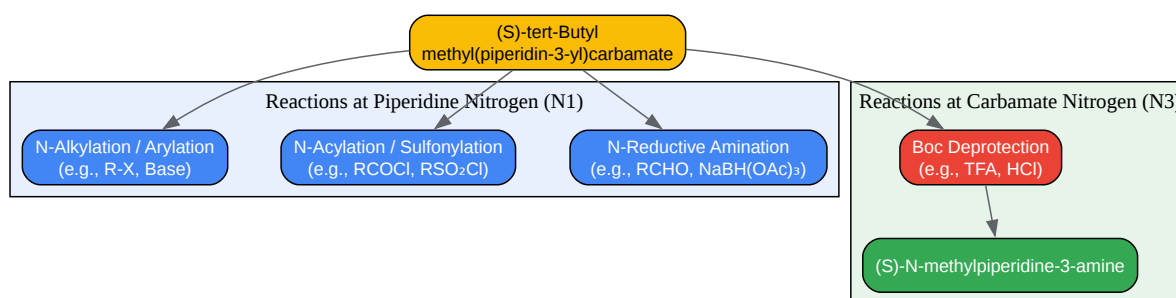 (S)-tert-Butyl
methyl(piperidin-3-yl)carbamate
Reactions at Piperidine Nitrogen (N1)
Reactions at Carbamate Nitrogen (N3)
N-Alkylation / Arylation
(e.g., R-X, Base)
N-Acylation / Sulfonylation
(e.g., RCOCl, RSO₂Cl)
N-Reductive Amination
(e.g., RCHO, NaBH(OAc)₃)
Boc Deprotection
(e.g., TFA, HCl)
(S)-N-methylpiperidine-3-amine